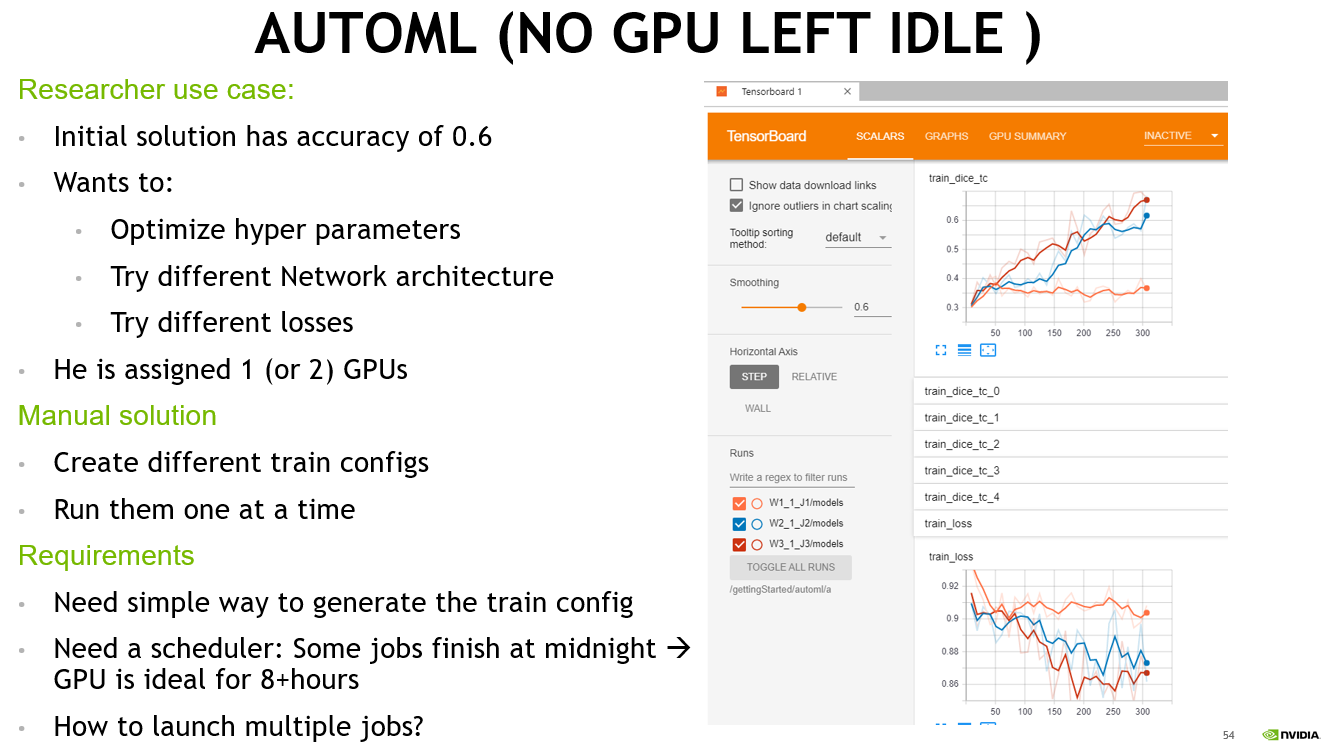 AUTOML (NO GPU LEFT IDLE )
Researcher use case:
Initial solution has accuracy of 0.6
Wants to:
Optimize hyper parameters
Try different Network architecture
Try different losses
He is assigned 1 (or 2) GPUs
Manual solution
Create different train configs
Run them one at a time
Requirements
Need simple way to generate the train config
Need a scheduler: Some jobs finish at midnight →
GPU is ideal for 8+hours
How to launch multiple jobs?
Tensorboard 1 ×
TensorBoard SCALARS GRAPHS GPU SUMMARY INACTIVE
Show data download links
Ignore outliers in chart scaling
Tooltip sorting
method: default
Smoothing
0.6
Horizontal Axis
STEP RELATIVE
WALL
Runs
Write a regex to filter runs
W1_1_J1/models
W2_1_J2/models
W3_1_J3/models
TOGGLE ALL RUNS
/gettingStarted/automl/a
train_dice_tc
0.6
0.5
0.4
0.3
50 100 150 200 250 300
train_dice_tc_0
train_dice_tc_1
train_dice_tc_2
train_dice_tc_3
train_dice_tc_4
train_loss
train_loss
0.92
0.9
0.88
0.86
50 100 150 200 250 300
54 NVIDIA.